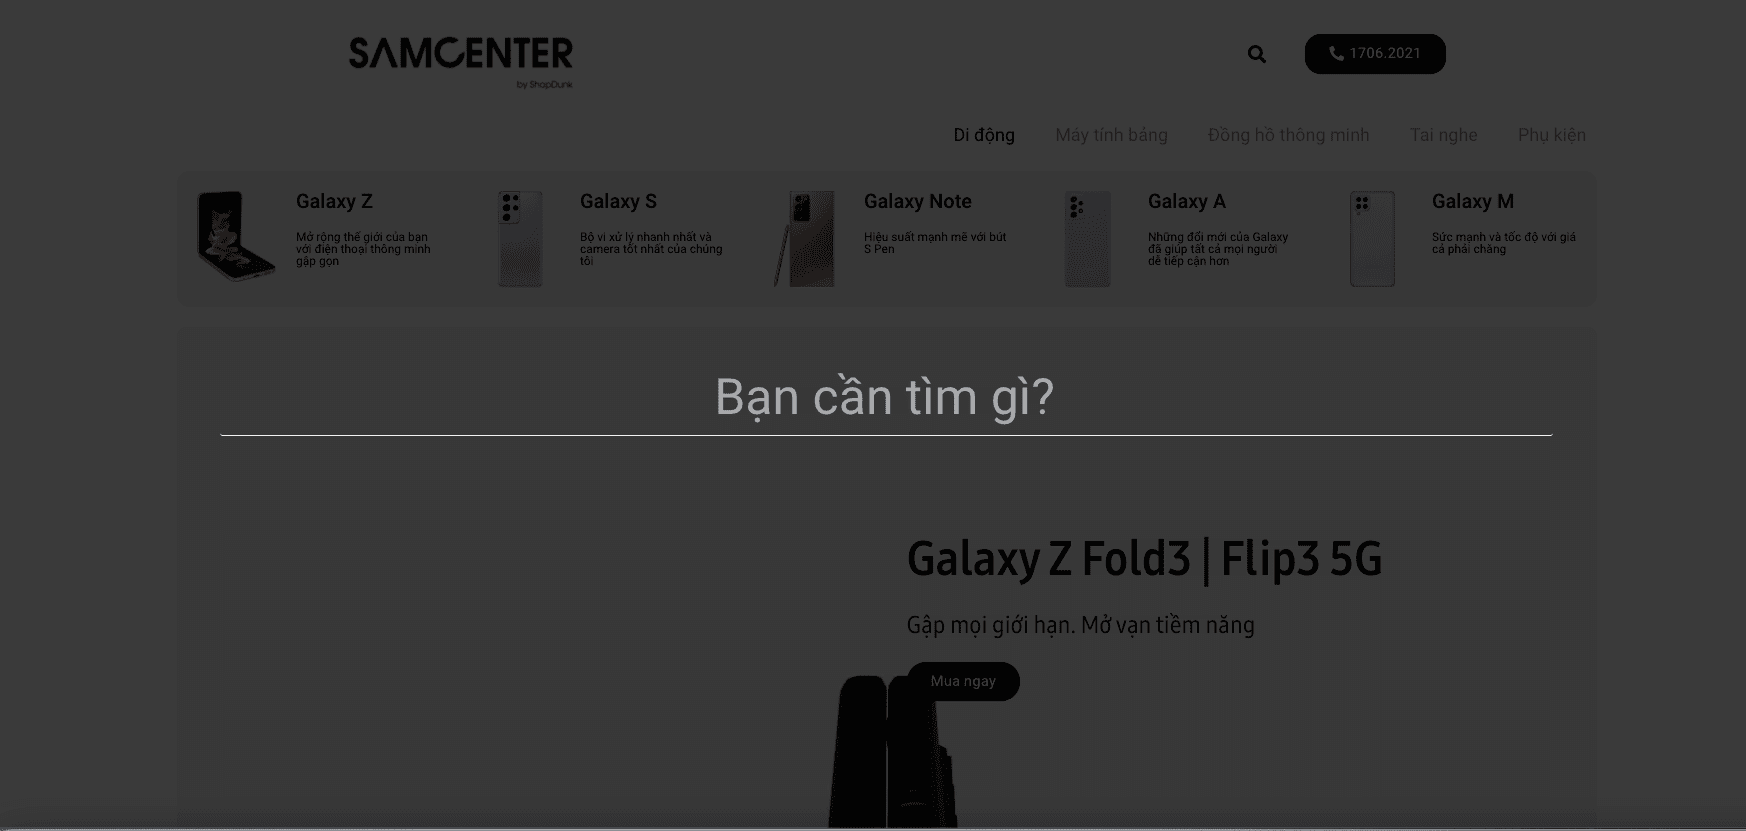 SAMCENTER
by ShopDunk
1706.2021
Di động
Máy tính bảng
Đồng hồ thông minh
Tai nghe
Phụ kiện
Galaxy Z
Mở rộng thế giới của bạn
với điện thoại thông minh
gập gọn
Galaxy S
Bộ vi xử lý nhanh nhất và
camera tốt nhất của chúng
tôi
Galaxy Note
Hiệu suất mạnh mẽ với bút
S Pen
Galaxy A
Những đổi mới của Galaxy
đã giúp tất cả mọi người
dễ tiếp cận hơn
Galaxy M
Sức mạnh và tốc độ với giá
cả phải chăng
Bạn cần tìm gì?
Galaxy Z Fold3 | Flip3 5G
Gập mọi giới hạn. Mở vạn tiềm năng
Mua ngay